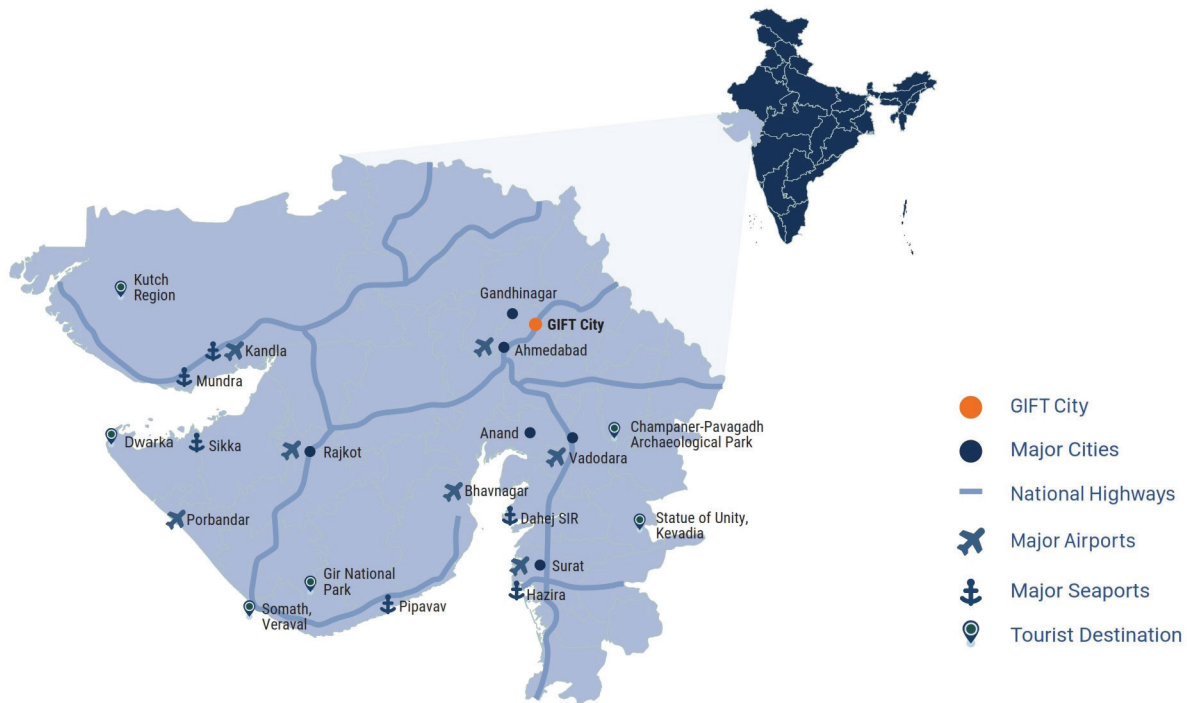 Kutch
Region
Gandhinagar
GIFT City
Ahmedabad
Kandla
Mundra
Dwarka
Sikka
Rajkot
Anand
Vadodara
Champaner-Pavagadh
Archaeological Park
Bhavnagar
Porbandar
Dahej SIR
Statue of Unity,
Kevadia
Gir National
Park
Surat
Hazira
Somath,
Veraval
Pipavav
GIFT City
Major Cities
National Highways
Major Airports
Major Seaports
Tourist Destination